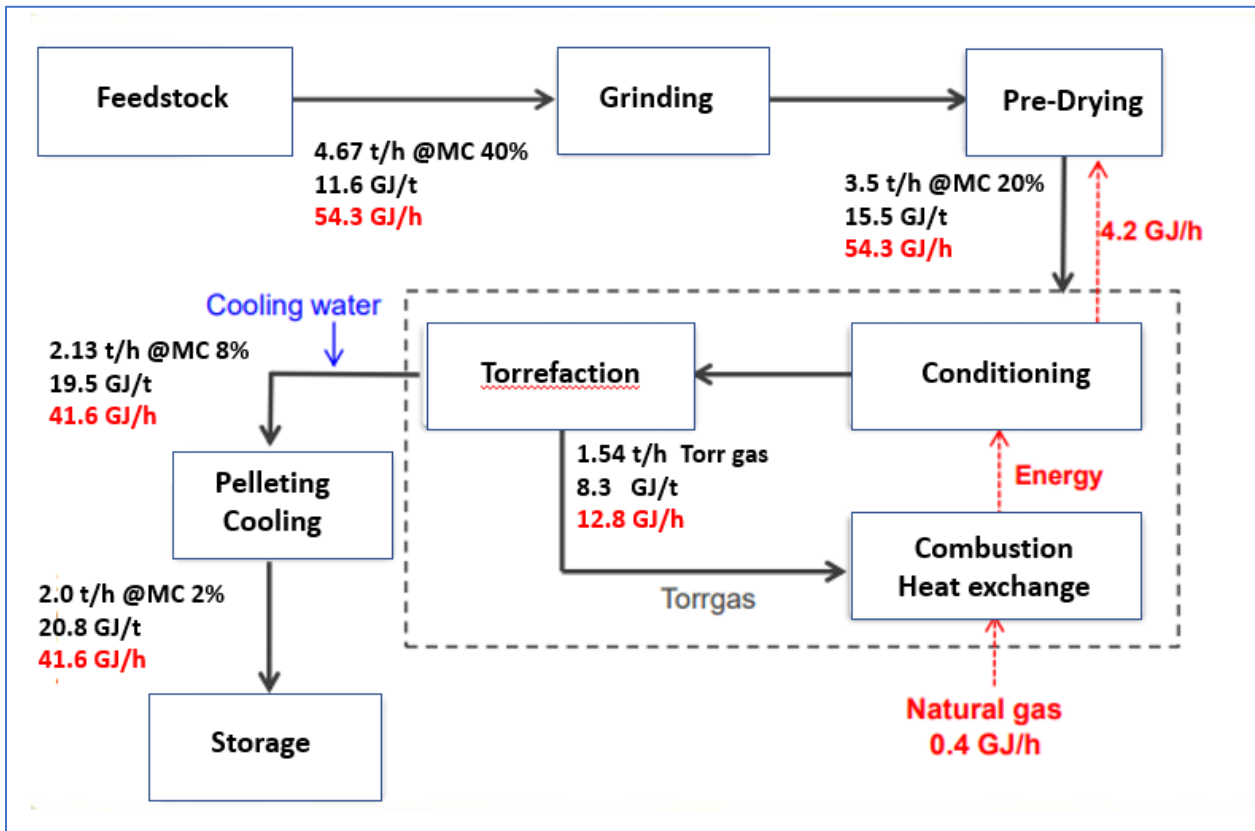 Feedstock
Grinding
Pre-Drying
4.67 t/h @MC 40%
11.6 GJ/t
54.3 GJ/h
3.5 t/h @MC 20%
15.5 GJ/t
54.3 GJ/h
4.2 GJ/h
Cooling water
2.13 t/h @MC 8%
19.5 GJ/t
41.6 GJ/h
Torrefaction
Conditioning
1.54 t/h Torr gas
8.3 GJ/t
12.8 GJ/h
Energy
Pelleting
Cooling
Combustion
Heat exchange
Torrgas
2.0 t/h @MC 2%
20.8 GJ/t
41.6 GJ/h
Natural gas
0.4 GJ/h
Storage